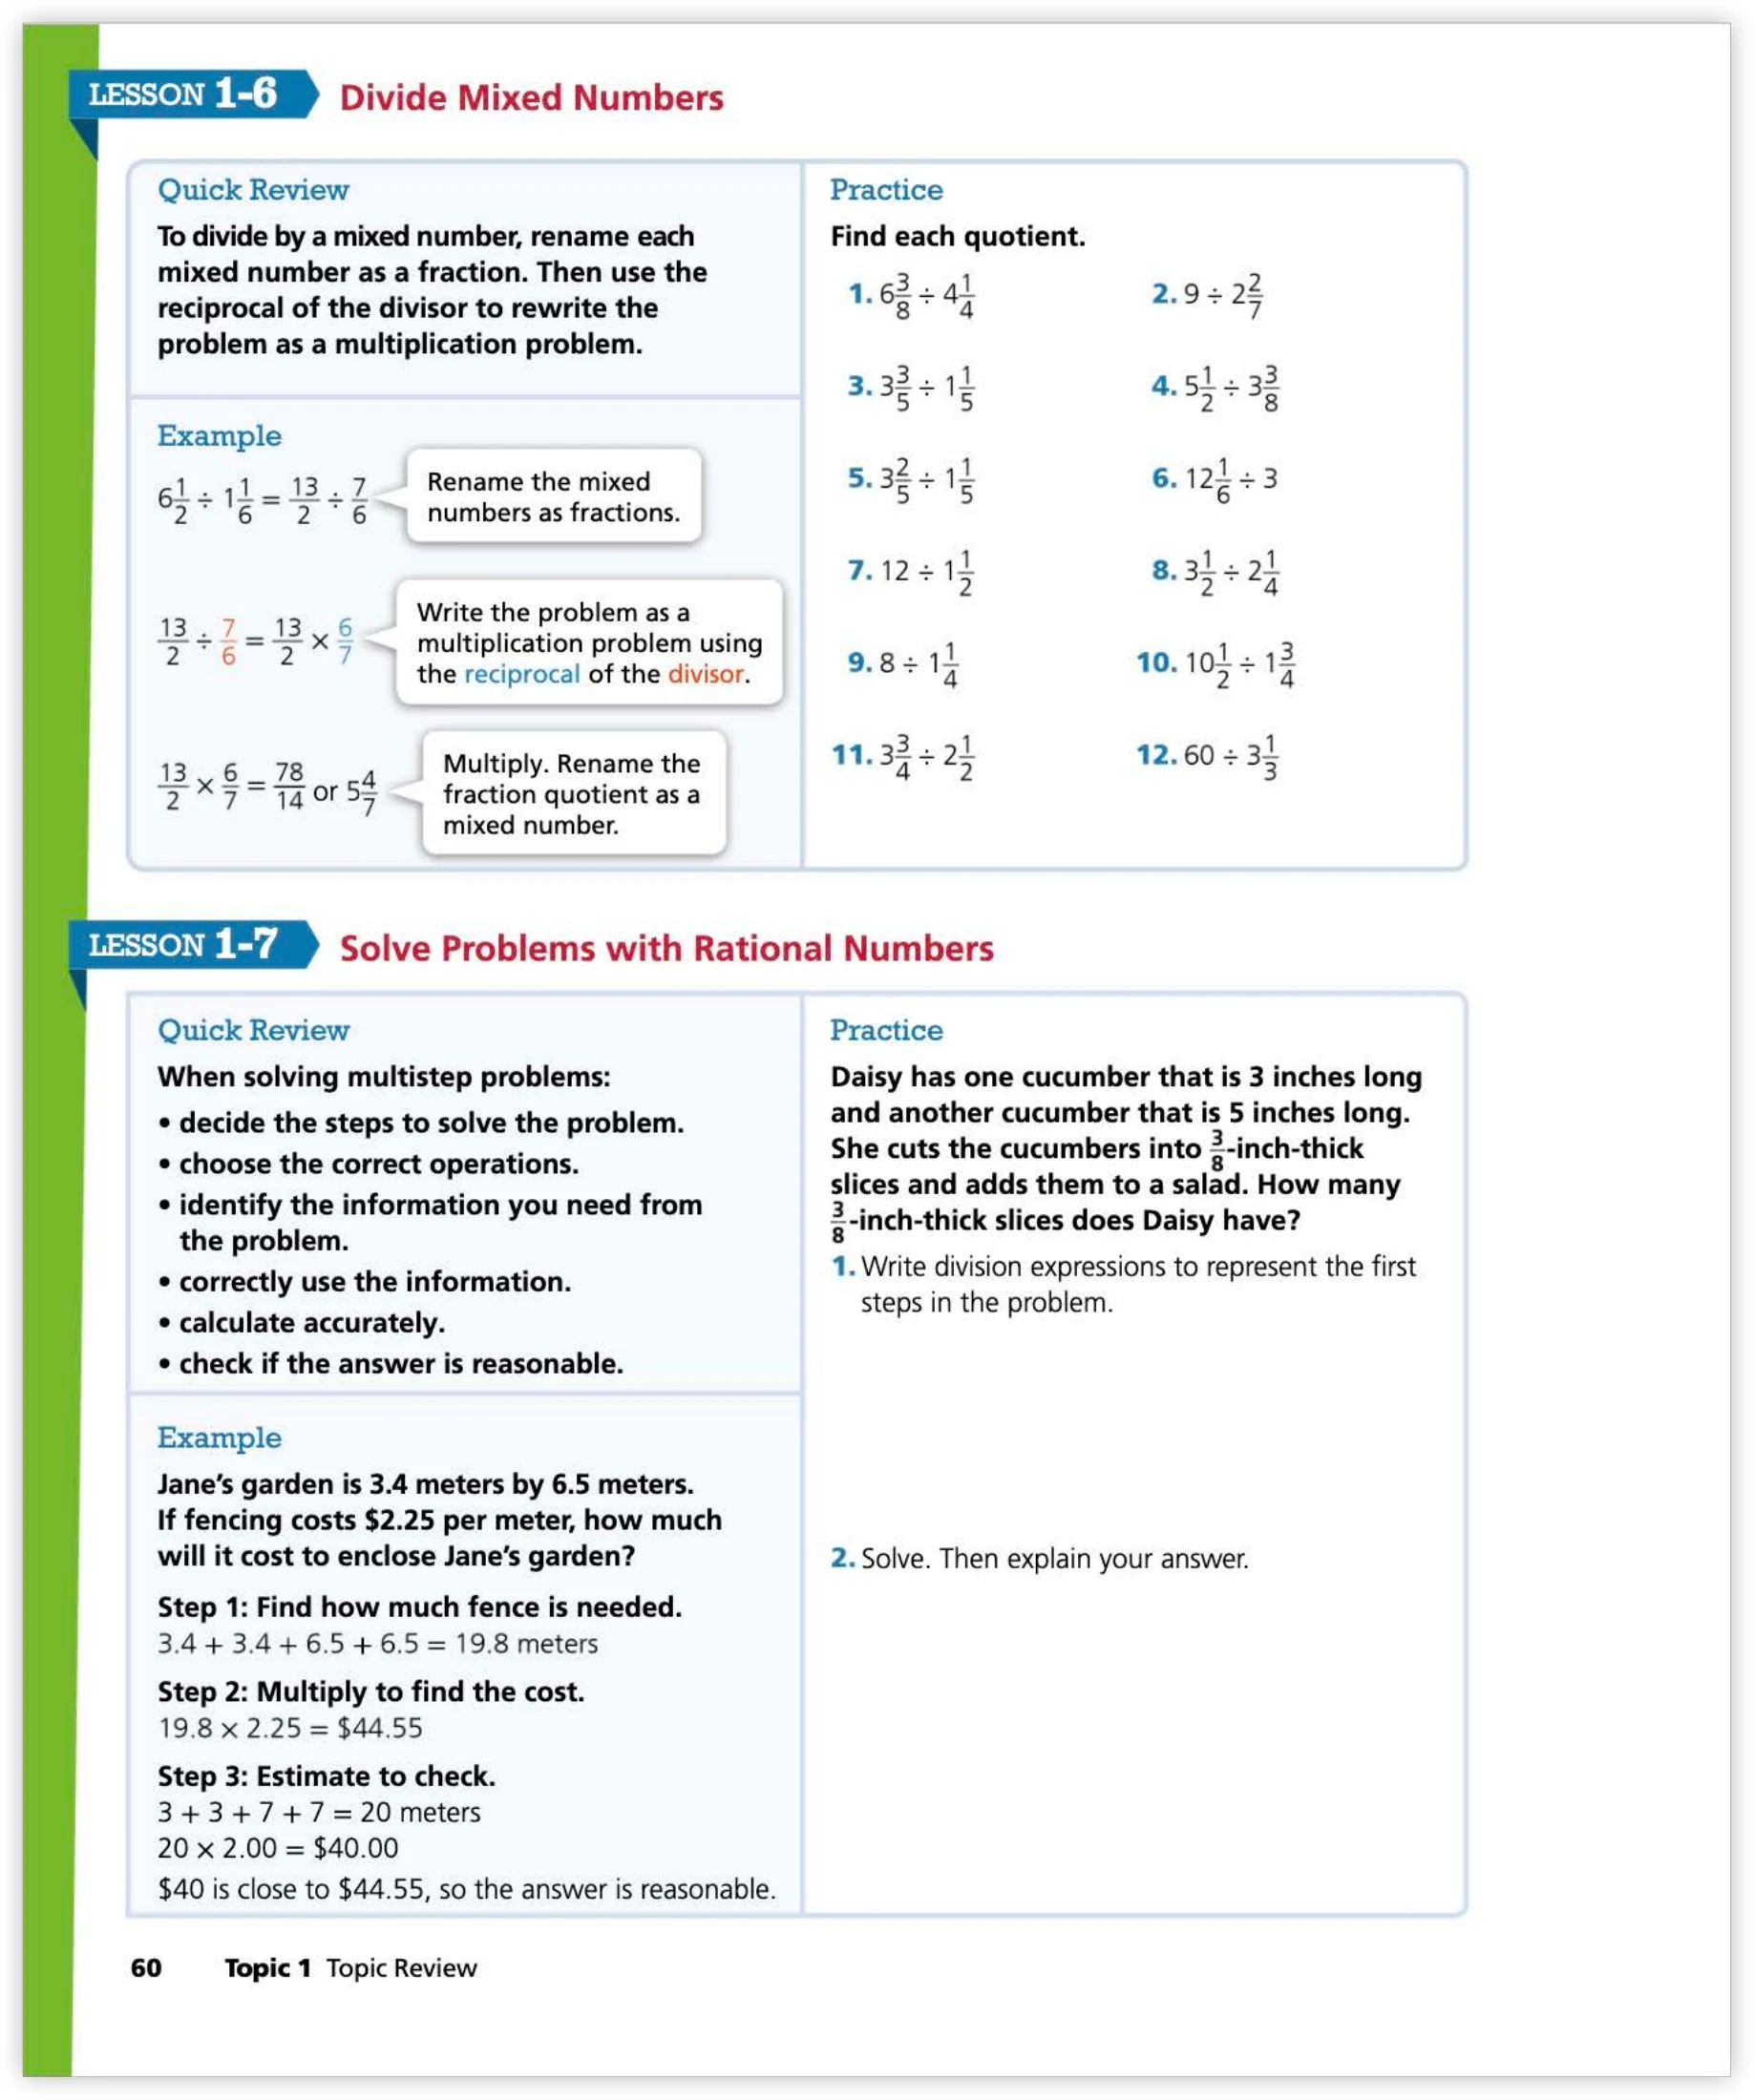 LESSON 1-6 Divide Mixed Numbers
Quick Review
To divide by a mixed number, rename each
mixed number as a fraction. Then use the
reciprocal of the divisor to rewrite the
problem as a multiplication problem.
Example
6 1/2 ÷ 1 1/6 = 13/2 ÷ 7/6
Rename the mixed
numbers as fractions.
13/2 ÷ 7/6 = 13/2 × 6/7
Write the problem as a
multiplication problem using
the reciprocal of the divisor.
13/2 × 6/7 = 78/14 or 5 4/7
Multiply. Rename the
fraction quotient as a
mixed number.
Practice
Find each quotient.
1. 6 3/8 ÷ 4 1/4
2. 9 ÷ 2 2/7
3. 3 3/5 ÷ 1 1/5
4. 5 1/2 ÷ 3 3/8
5. 3 2/5 ÷ 1 1/5
6. 12 1/6 ÷ 3
7. 12 ÷ 1 1/2
8. 3 1/2 ÷ 2 1/4
9. 8 ÷ 1 1/4
10. 10 1/2 ÷ 1 3/4
11. 3 3/4 ÷ 2 1/2
12. 60 ÷ 3 1/3
LESSON 1-7 Solve Problems with Rational Numbers
Quick Review
When solving multistep problems:
• decide the steps to solve the problem.
• choose the correct operations.
• identify the information you need from
the problem.
• correctly use the information.
• calculate accurately.
• check if the answer is reasonable.
Example
Jane's garden is 3.4 meters by 6.5 meters.
If fencing costs $2.25 per meter, how much
will it cost to enclose Jane's garden?
Step 1: Find how much fence is needed.
3.4 + 3.4 + 6.5 + 6.5 = 19.8 meters
Step 2: Multiply to find the cost.
19.8 × 2.25 = $44.55
Step 3: Estimate to check.
3 + 3 + 7 + 7 = 20 meters
20 × 2.00 = $40.00
$40 is close to $44.55, so the answer is reasonable.
Practice
Daisy has one cucumber that is 3 inches long
and another cucumber that is 5 inches long.
She cuts the cucumbers into 3/8-inch-thick
slices and adds them to a salad. How many
3/8-inch-thick slices does Daisy have?
1. Write division expressions to represent the first
steps in the problem.
2. Solve. Then explain your answer.
60 Topic 1 Topic Review